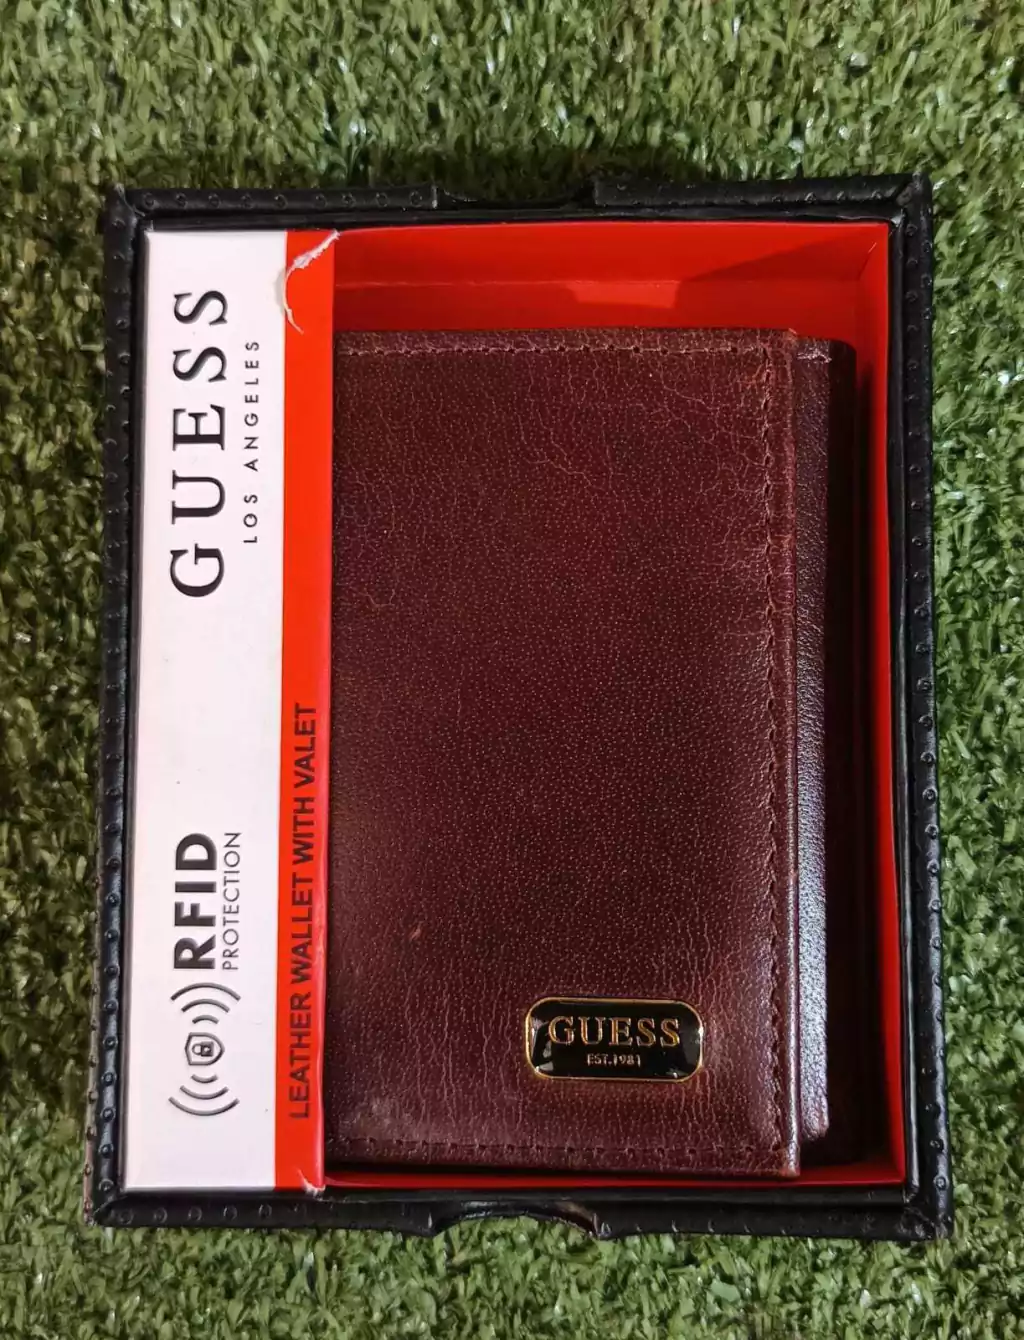 GUESS
LOS ANGELES
RFID
PROTECTION
LEATHER WALLET WITH VALET
GUESS
EST.1981